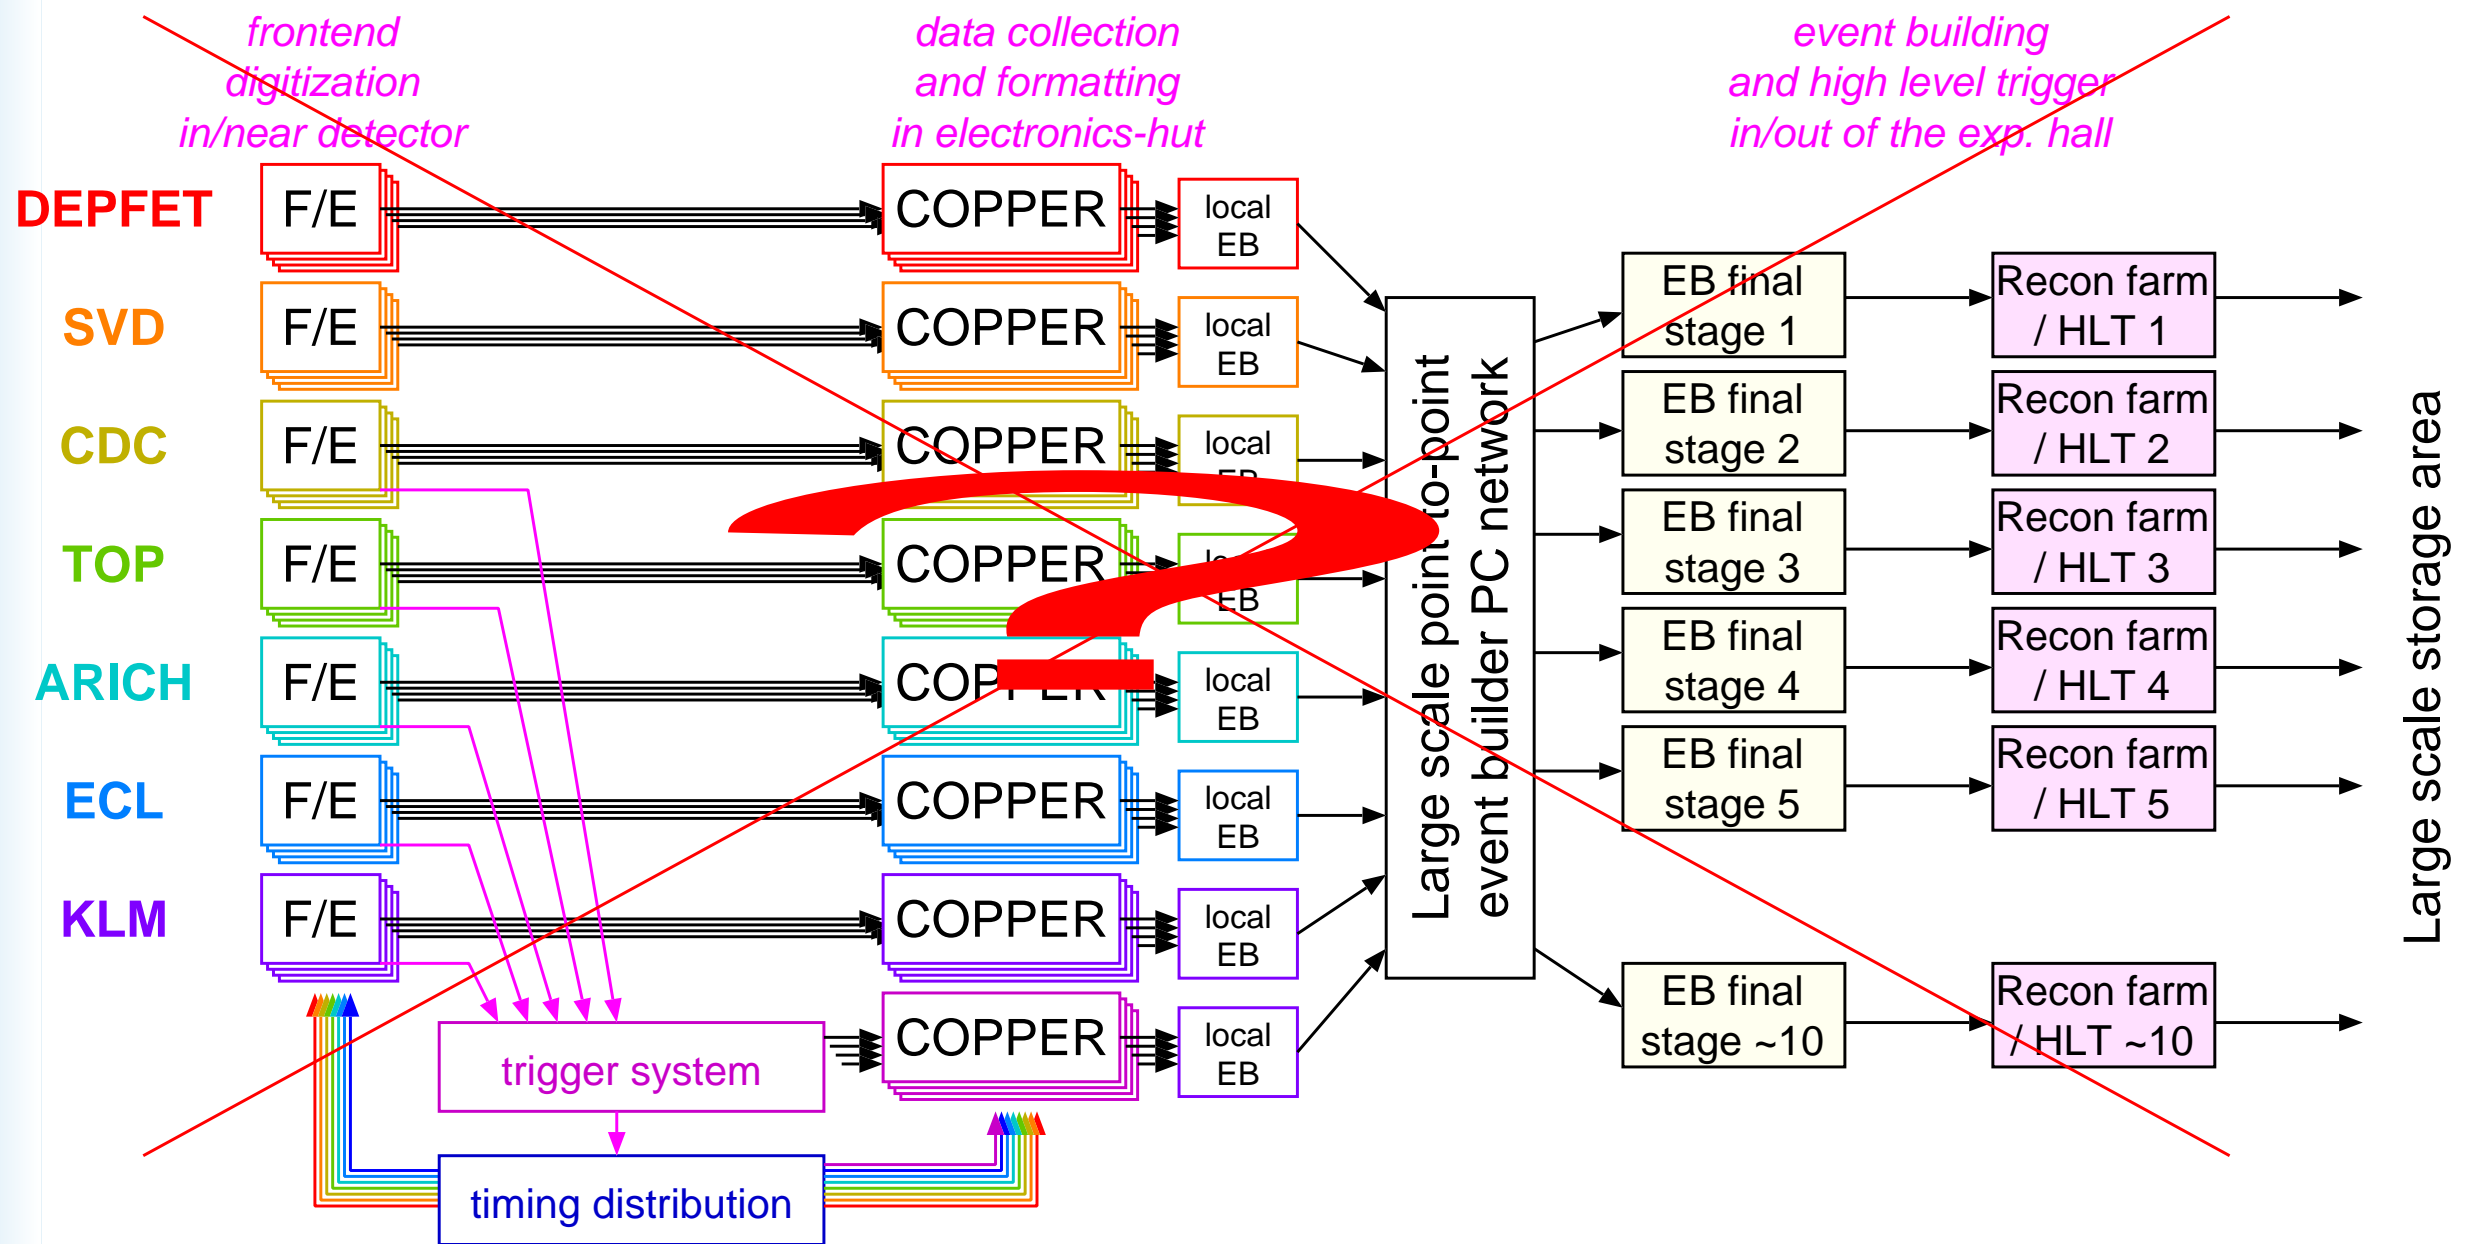 frontend
digitization
in/near detector
data collection
and formatting
in electronics-hut
event building
and high level trigger
in/out of the exp. hall
DEPFET
F/E
COPPER
local
EB
SVD
F/E
COPPER
local
EB
CDC
F/E
COPPER
local
EB
TOP
F/E
COPPER
local
EB
ARICH
F/E
COPPER
local
EB
ECL
F/E
COPPER
local
EB
KLM
F/E
COPPER
local
EB
COPPER
local
EB
trigger system
timing distribution
?
Large scale point-to-point
event builder PC network
EB final
stage 1
Recon farm
/ HLT 1
EB final
stage 2
Recon farm
/ HLT 2
EB final
stage 3
Recon farm
/ HLT 3
EB final
stage 4
Recon farm
/ HLT 4
EB final
stage 5
Recon farm
/ HLT 5
EB final
stage ~10
Recon farm
/ HLT ~10
Large scale storage area